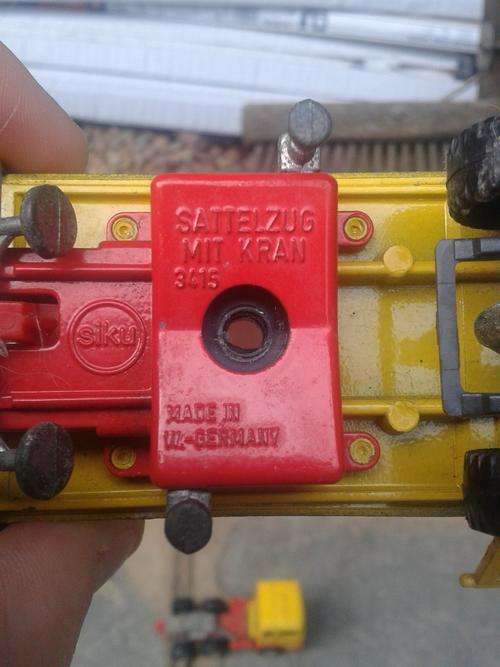 SATTELZUG
MIT KRAN
3415
siku
MADE IN
W.-GERMANY